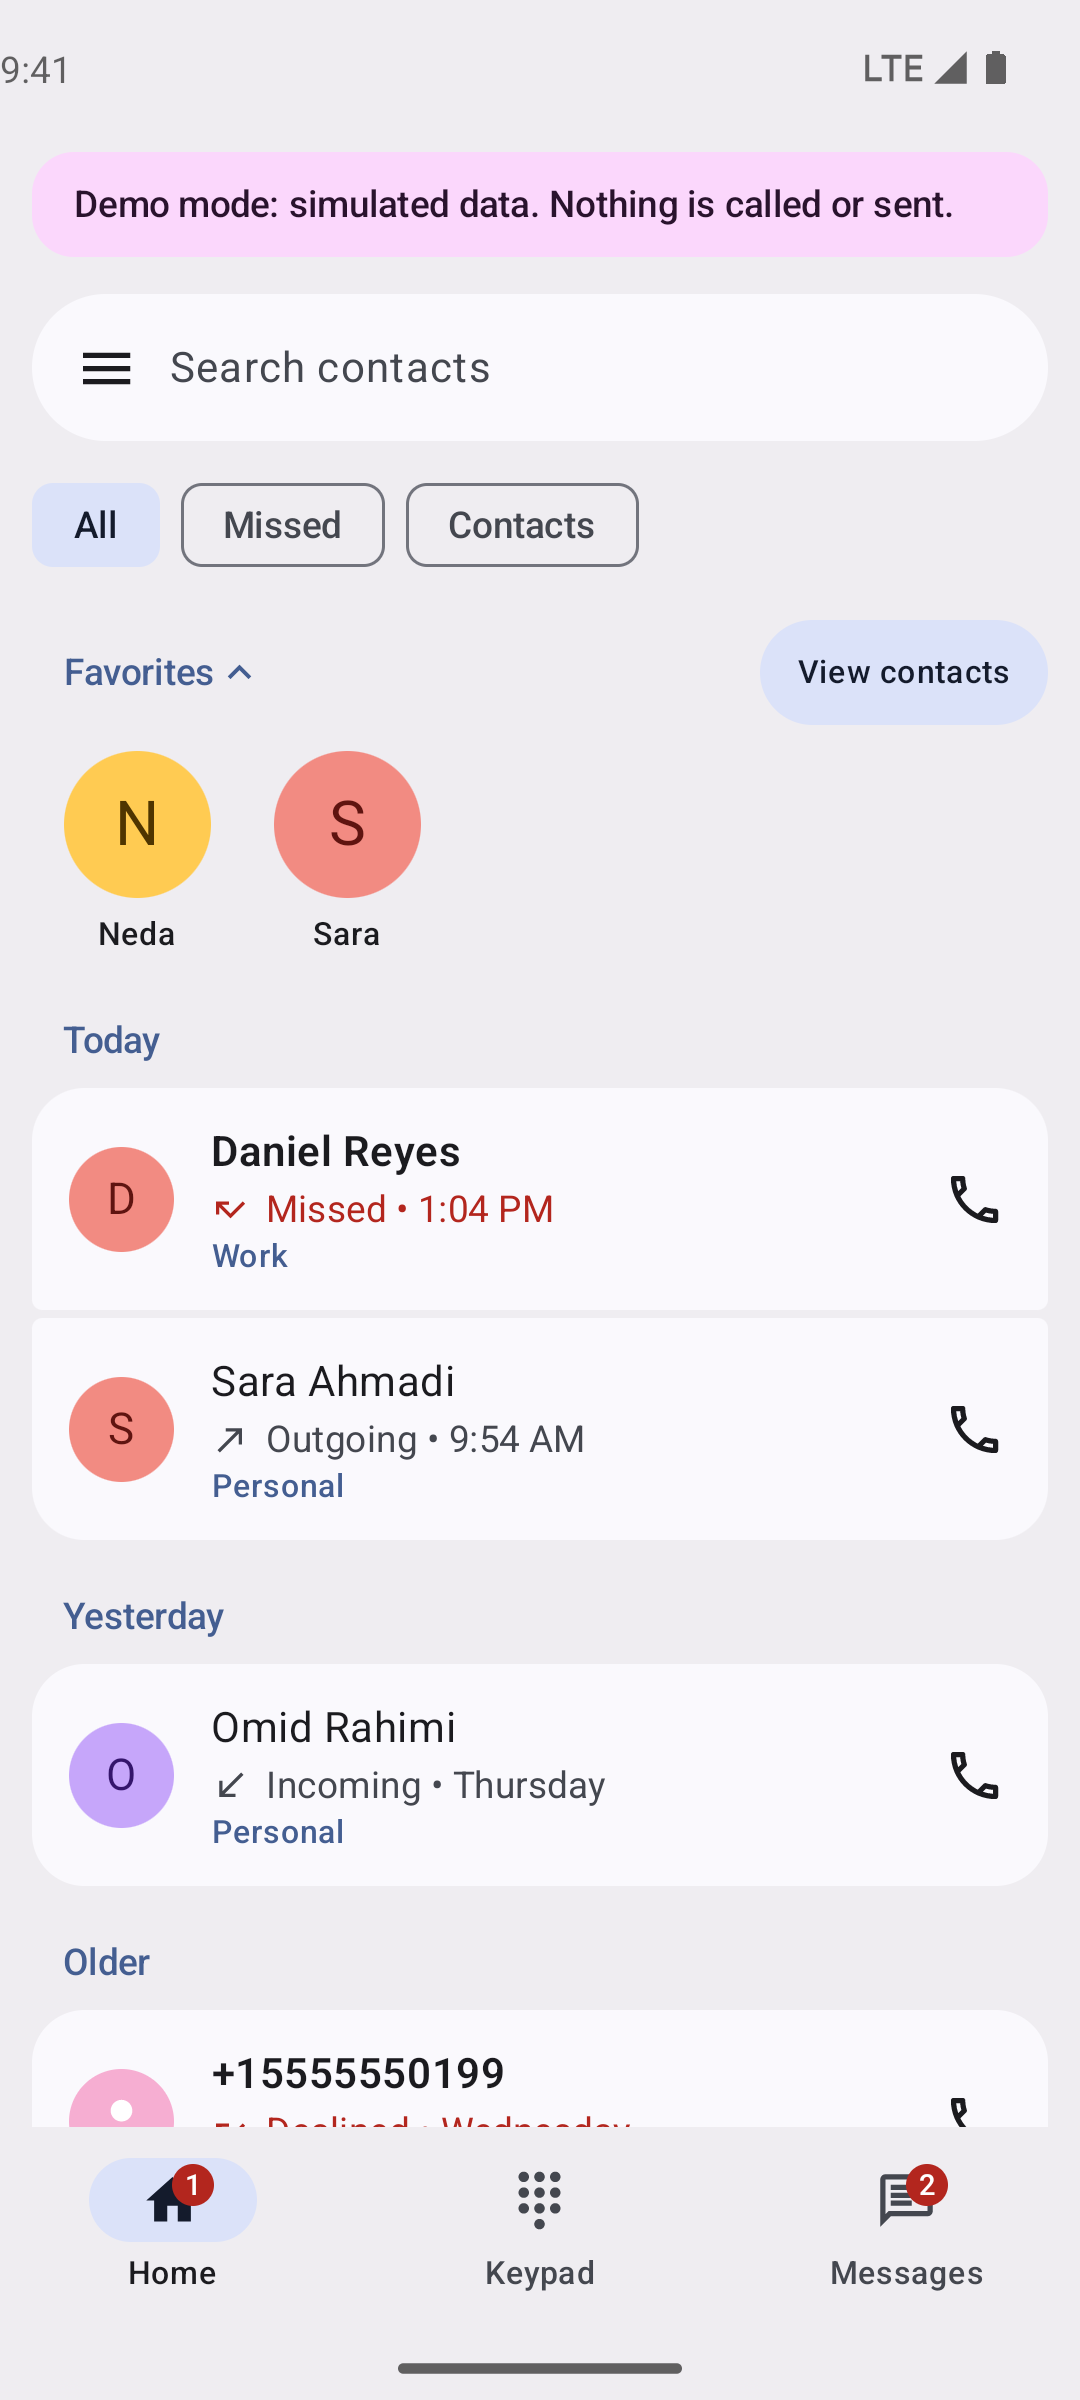 9:41
LTE
Demo mode: simulated data. Nothing is called or sent.
Search contacts
All
Missed
Contacts
Favorites
View contacts
N
S
Neda
Sara
Today
D
Daniel Reyes
Missed • 1:04 PM
Work
S
Sara Ahmadi
Outgoing • 9:54 AM
Personal
Yesterday
O
Omid Rahimi
Incoming • Thursday
Personal
Older
+15555550199
Declined • Wednesday
1
2
Home
Keypad
Messages